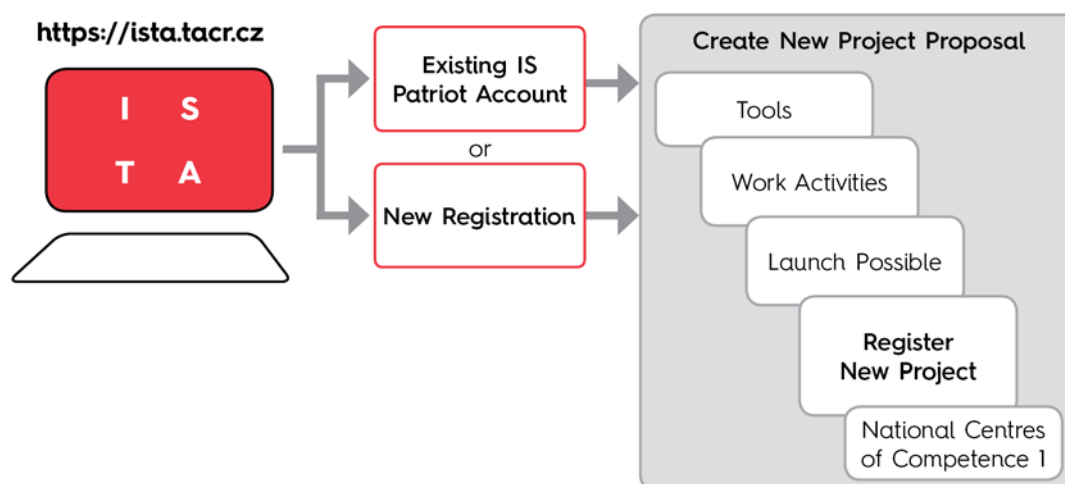 https://ista.tacr.cz
I S
T A
Existing IS
Patriot Account
or
New Registration
Create New Project Proposal
Tools
Work Activities
Launch Possible
Register
New Project
National Centres
of Competence 1